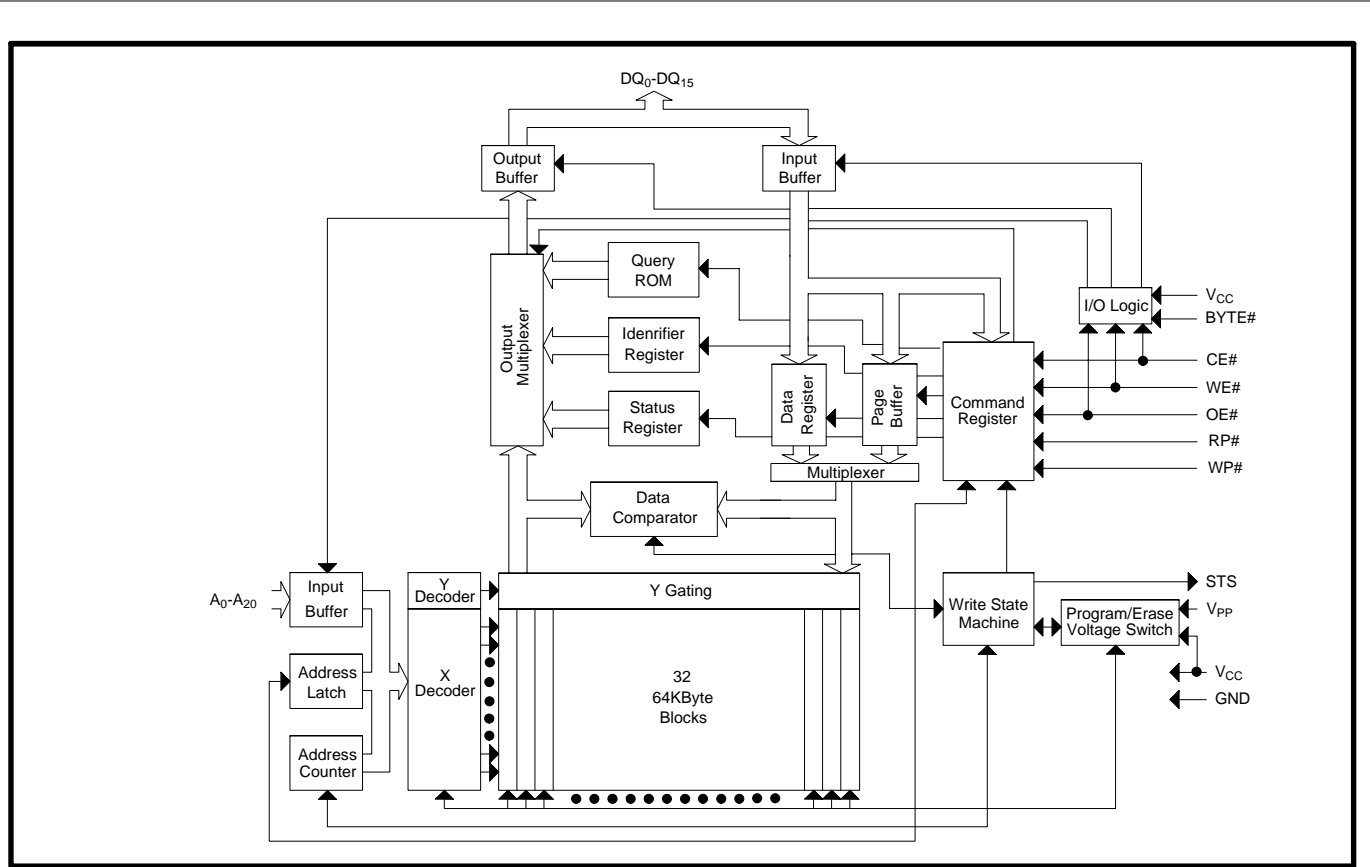 DQ0-DQ15
Output
Buffer
Input
Buffer
Output
Multiplexer
Query
ROM
Idenrifier
Register
Status
Register
Data
Register
Page
Buffer
Command
Register
I/O Logic
VCC
BYTE#
CE#
WE#
OE#
RP#
WP#
Multiplexer
Data
Comparator
A0-A20
Input
Buffer
Y
Decoder
Y Gating
Address
Latch
X
Decoder
32
64KByte
Blocks
Address
Counter
Write State
Machine
Program/Erase
Voltage Switch
STS
VPP
VCC
GND